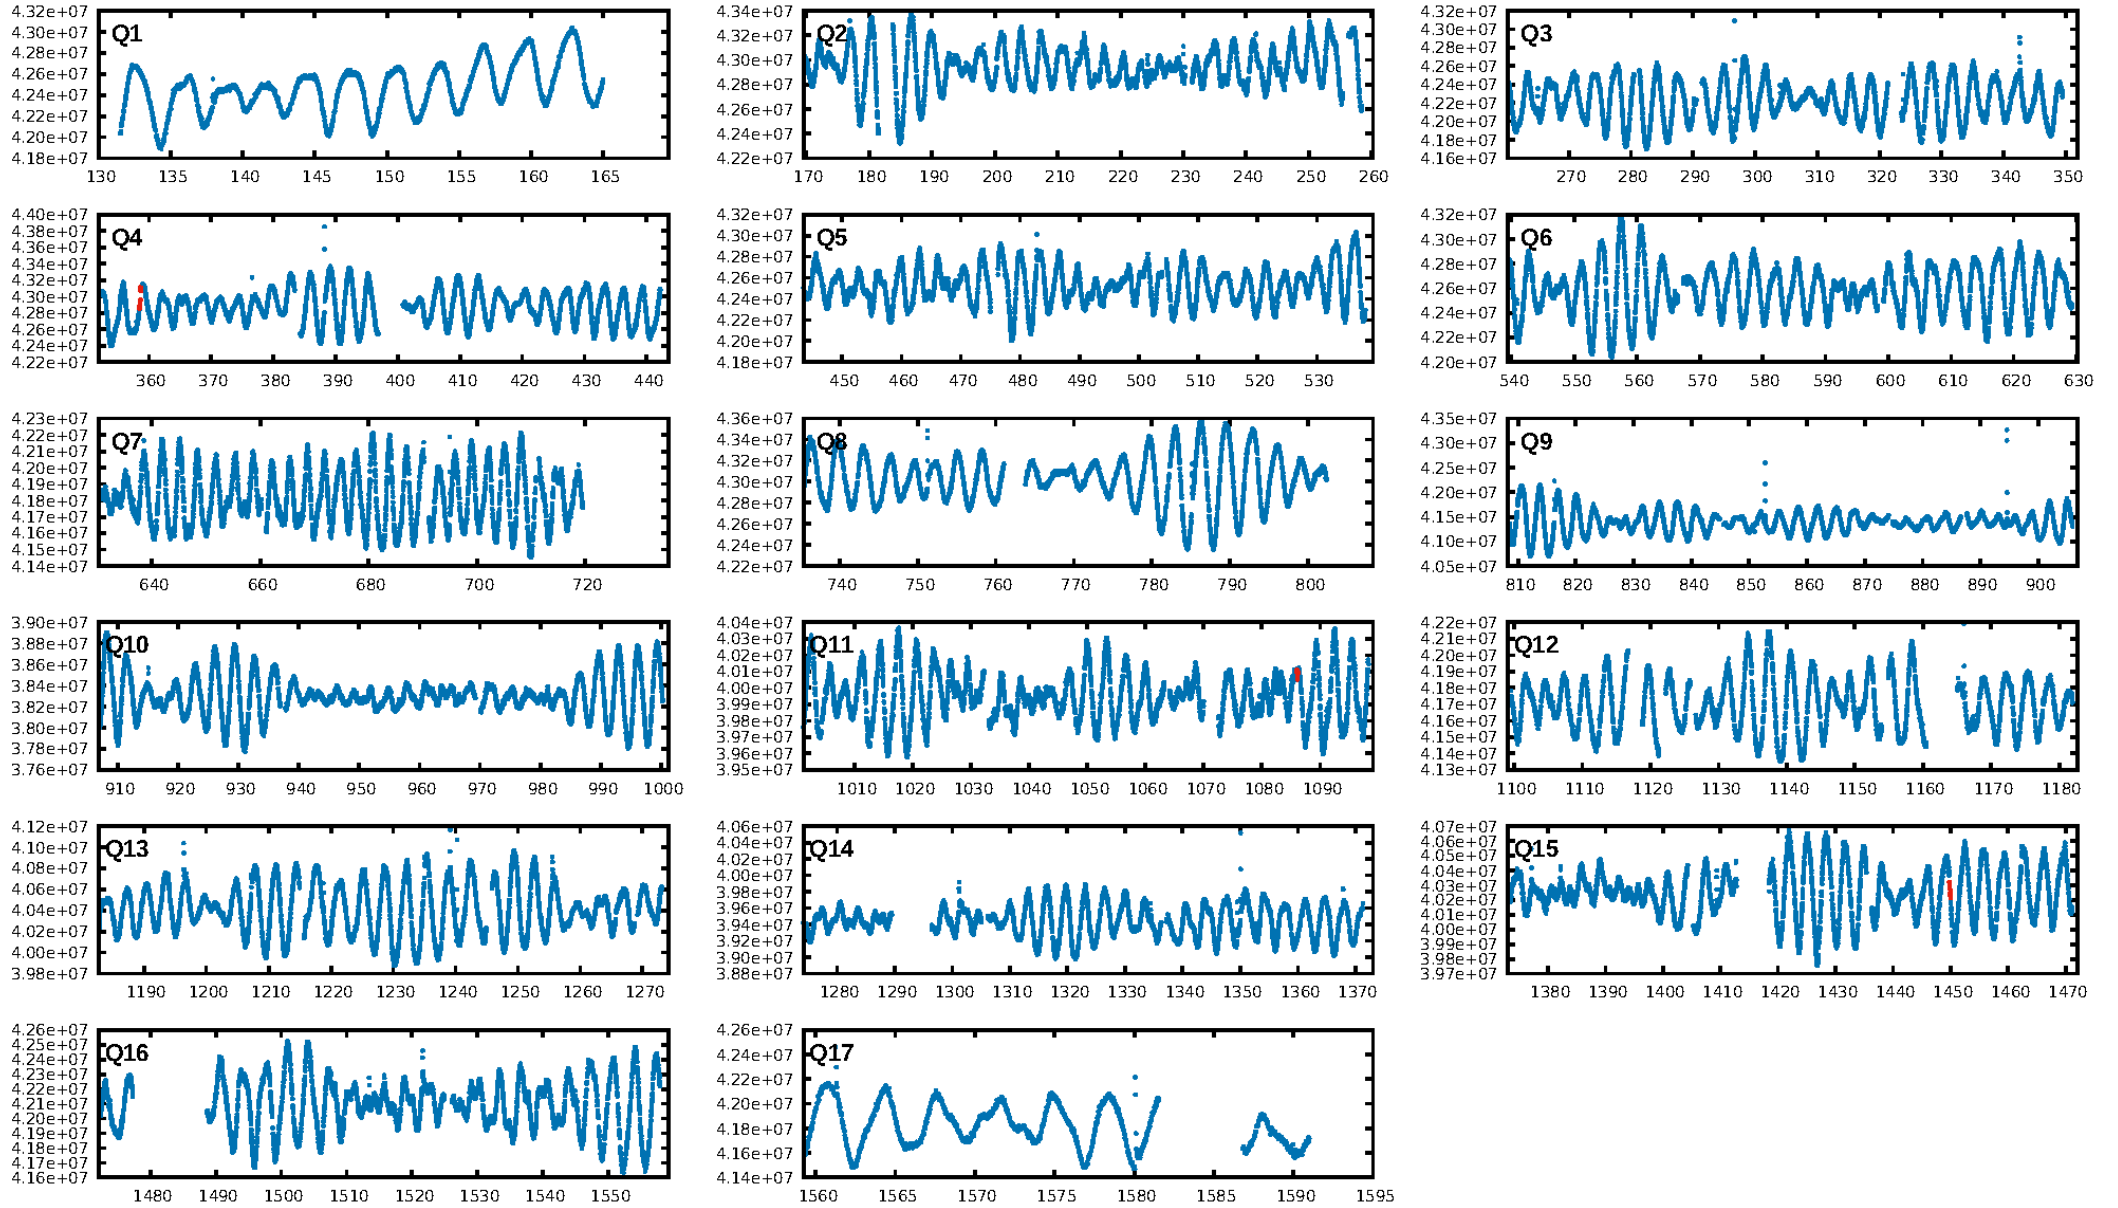 4.32e+07 4.30e+07 4.28e+07 4.26e+07 4.24e+07 4.22e+07 4.20e+07 4.18e+07
Q1
130 135 140 145 150 155 160 165
4.34e+07 4.32e+07 4.30e+07 4.28e+07 4.26e+07 4.24e+07 4.22e+07
Q2
170 180 190 200 210 220 230 240 250 260
4.32e+07 4.30e+07 4.28e+07 4.26e+07 4.24e+07 4.22e+07 4.20e+07 4.18e+07 4.16e+07
Q3
270 280 290 300 310 320 330 340 350
4.40e+07 4.38e+07 4.36e+07 4.34e+07 4.32e+07 4.30e+07 4.28e+07 4.26e+07 4.24e+07 4.22e+07
Q4
360 370 380 390 400 410 420 430 440
4.32e+07 4.30e+07 4.28e+07 4.26e+07 4.24e+07 4.22e+07 4.20e+07 4.18e+07
Q5
450 460 470 480 490 500 510 520 530
4.32e+07 4.30e+07 4.28e+07 4.26e+07 4.24e+07 4.22e+07 4.20e+07
Q6
540 550 560 570 580 590 600 610 620 630
4.23e+07 4.22e+07 4.21e+07 4.20e+07 4.19e+07 4.18e+07 4.17e+07 4.16e+07 4.15e+07 4.14e+07
Q7
640 660 680 700 720
4.36e+07 4.34e+07 4.32e+07 4.30e+07 4.28e+07 4.26e+07 4.24e+07 4.22e+07
Q8
740 750 760 770 780 790 800
4.35e+07 4.30e+07 4.25e+07 4.20e+07 4.15e+07 4.10e+07 4.05e+07
Q9
810 820 830 840 850 860 870 880 890 900
3.90e+07 3.88e+07 3.86e+07 3.84e+07 3.82e+07 3.80e+07 3.78e+07 3.76e+07
Q10
910 920 930 940 950 960 970 980 990 1000
4.04e+07 4.03e+07 4.02e+07 4.01e+07 4.00e+07 3.99e+07 3.98e+07 3.97e+07 3.96e+07 3.95e+07
Q11
1010 1020 1030 1040 1050 1060 1070 1080 1090
4.22e+07 4.21e+07 4.20e+07 4.19e+07 4.18e+07 4.17e+07 4.16e+07 4.15e+07 4.14e+07 4.13e+07
Q12
1100 1110 1120 1130 1140 1150 1160 1170 1180
4.12e+07 4.10e+07 4.08e+07 4.06e+07 4.04e+07 4.02e+07 4.00e+07 3.98e+07
Q13
1190 1200 1210 1220 1230 1240 1250 1260 1270
4.06e+07 4.04e+07 4.02e+07 4.00e+07 3.98e+07 3.96e+07 3.94e+07 3.92e+07 3.90e+07 3.88e+07
Q14
1280 1290 1300 1310 1320 1330 1340 1350 1360 1370
4.07e+07 4.06e+07 4.05e+07 4.04e+07 4.03e+07 4.02e+07 4.01e+07 4.00e+07 3.99e+07 3.98e+07 3.97e+07
Q15
1380 1390 1400 1410 1420 1430 1440 1450 1460 1470
4.26e+07 4.25e+07 4.24e+07 4.23e+07 4.22e+07 4.21e+07 4.20e+07 4.19e+07 4.18e+07 4.17e+07 4.16e+07
Q16
1480 1490 1500 1510 1520 1530 1540 1550
4.26e+07 4.24e+07 4.22e+07 4.20e+07 4.18e+07 4.16e+07 4.14e+07
Q17
1560 1565 1570 1575 1580 1585 1590 1595